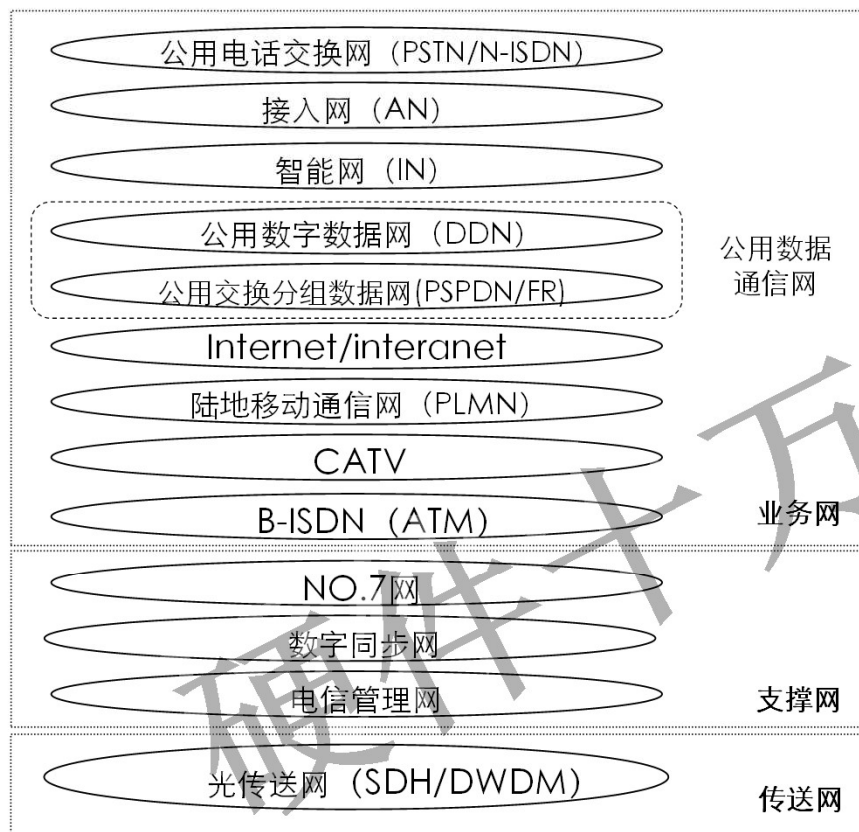 公用电话交换网（PSTN/N-ISDN）
接入网（AN）
智能网（IN）
公用数字数据网（DDN）
公用交换分组数据网(PSPDN/FR)
公用数据
通信网
Internet/interanet
陆地移动通信网（PLMN）
CATV
B-ISDN（ATM）
业务网
NO.7网
数字同步网
电信管理网
支撑网
光传送网（SDH/DWDM）
传送网
硬件十万